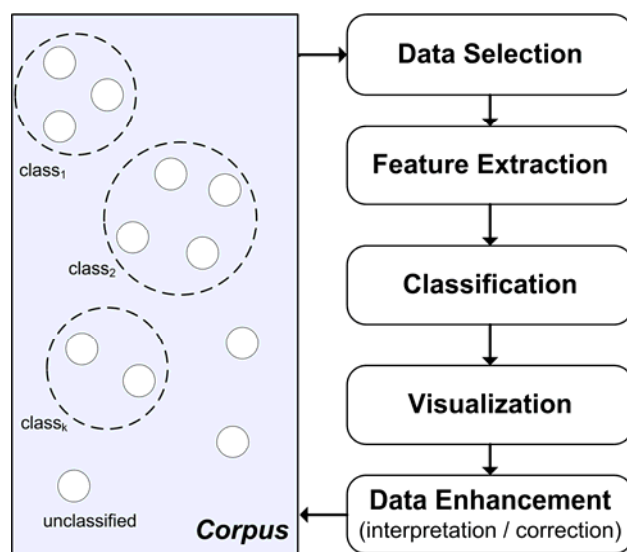 class₁
class₂
classₖ
unclassified
Corpus
Data Selection
Feature Extraction
Classification
Visualization
Data Enhancement
(interpretation / correction)